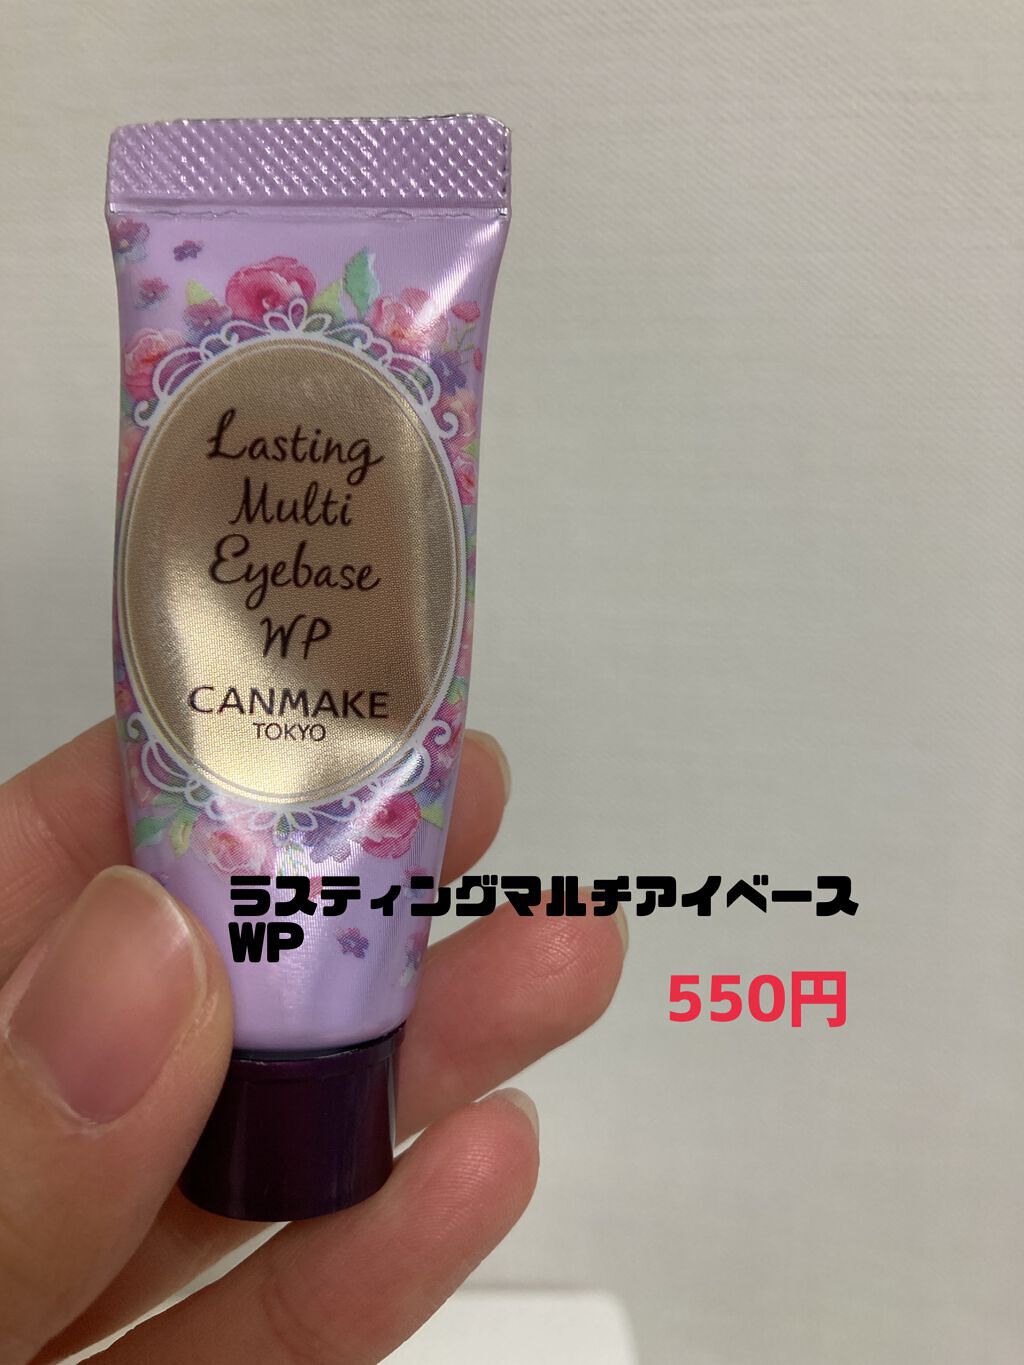 Lasting
Multi
Eyebase
WP
CANMAKE
TOKYO
ラスティングマルチアイベース
WP
550円